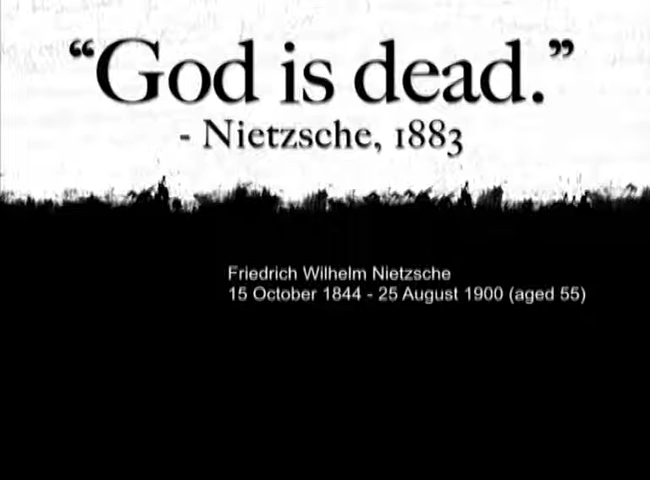 “God is dead.”
- Nietzsche, 1883
Friedrich Wilhelm Nietzsche
15 October 1844 - 25 August 1900 (aged 55)